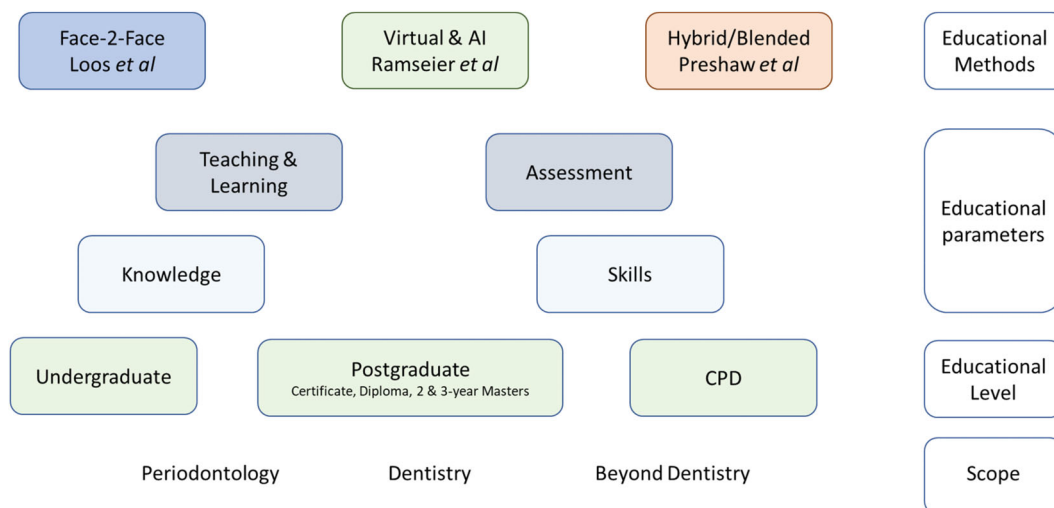 Face-2-Face
Loos et al
Virtual & AI
Ramseier et al
Hybrid/Blended
Preshaw et al
Educational
Methods
Teaching &
Learning
Assessment
Educational
parameters
Knowledge
Skills
Undergraduate
Postgraduate
Certificate, Diploma, 2 & 3-year Masters
CPD
Educational
Level
Periodontology
Dentistry
Beyond Dentistry
Scope